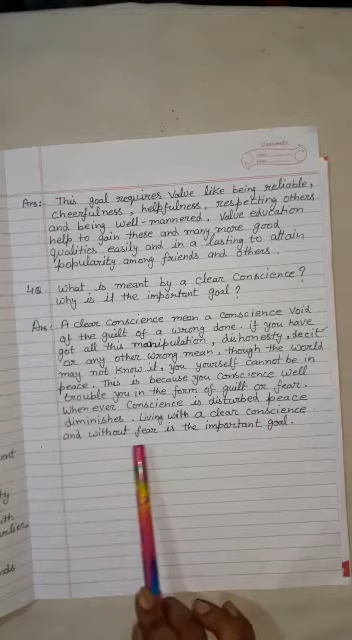 Ans:- This goal requires Value like being reliable,
cheerfulness, helpfulness, respecting others
and being well-mannered. Value education
help to gain these and many more good
qualities easily and in a lasting to attain
popularity among friends and others.
4Q. What is meant by a clear Conscience?
Why is it the important goal?
Ans:- A clear conscience mean a conscience Void
of the guilt of a wrong done. if you have
got all this manipulation, dishonesty, decit
or any other wrong mean, though the world
may not know it, you yourself cannot be in
peace. This is because you conscience well
trouble you in the form of guilt or fear.
When ever Conscience is disturbed peace
diminishes. Living with a clear conscience
and without fear is the important goal.